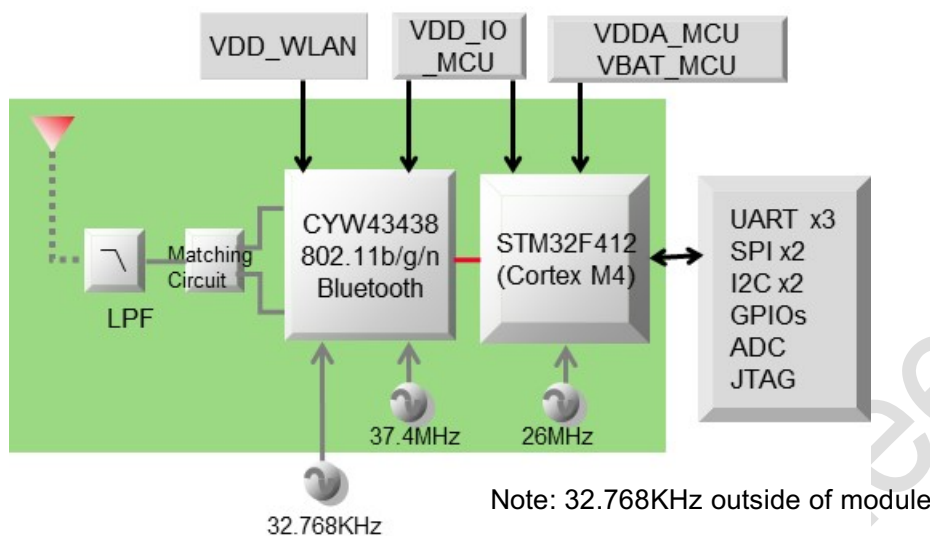 VDD_WLAN
VDD_IO
_MCU
VDDA_MCU
VBAT_MCU
CYW43438
802.11b/g/n
Bluetooth
STM32F412
(Cortex M4)
UART x3
SPI x2
I2C x2
GPIOs
ADC
JTAG
Matching
Circuit
LPF
37.4MHz
26MHz
32.768KHz
Note: 32.768KHz outside of module